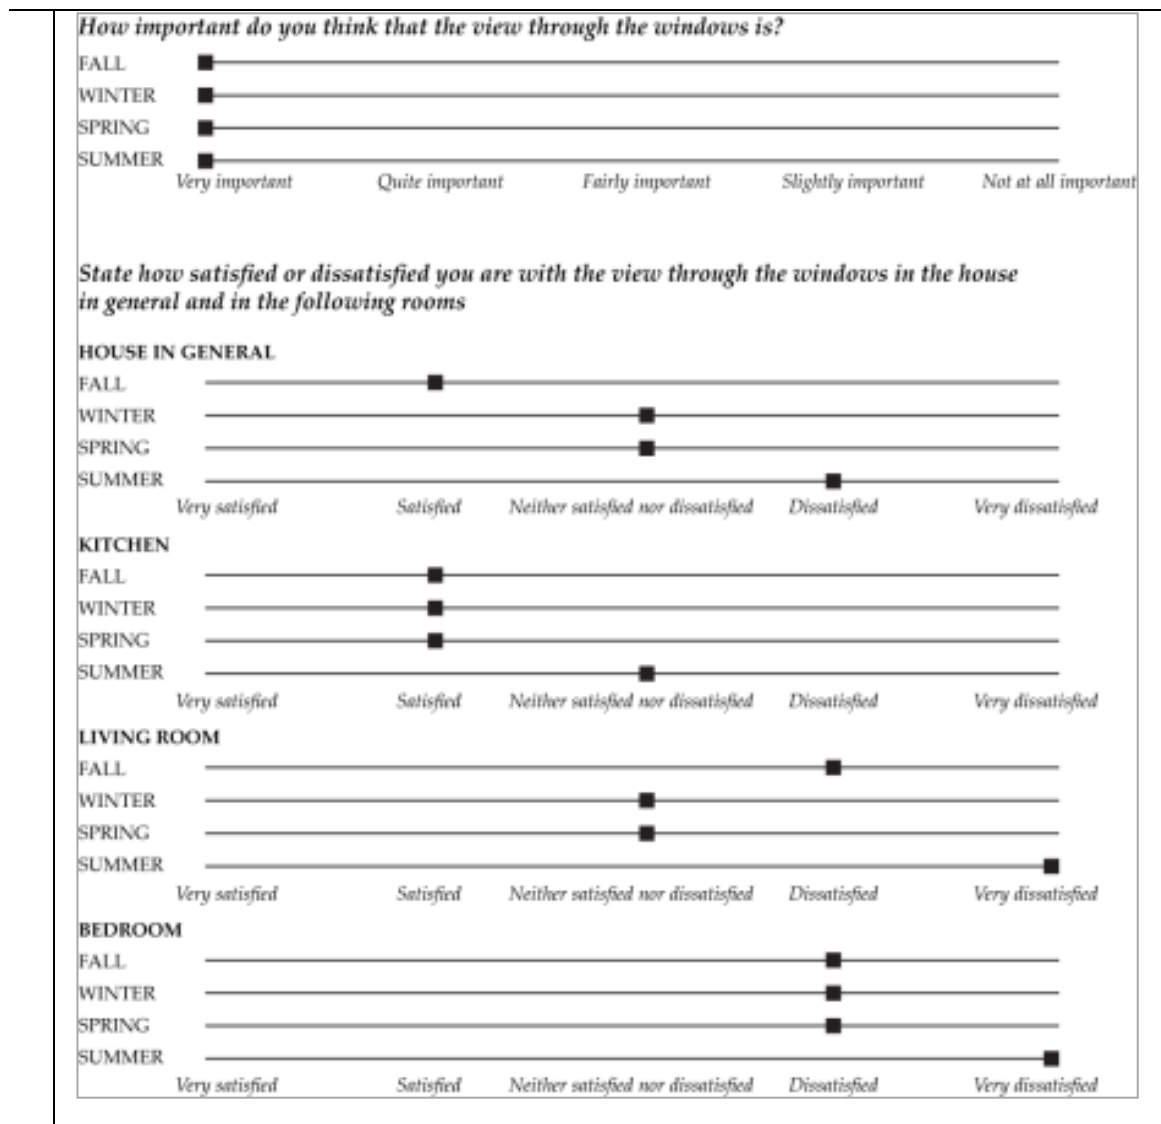 How important do you think that the view through the windows is?
FALL
WINTER
SPRING
SUMMER
Very important Quite important Fairly important Slightly important Not at all important
State how satisfied or dissatisfied you are with the view through the windows in the house
in general and in the following rooms
HOUSE IN GENERAL
FALL
WINTER
SPRING
SUMMER
Very satisfied Satisfied Neither satisfied nor dissatisfied Dissatisfied Very dissatisfied
KITCHEN
FALL
WINTER
SPRING
SUMMER
Very satisfied Satisfied Neither satisfied nor dissatisfied Dissatisfied Very dissatisfied
LIVING ROOM
FALL
WINTER
SPRING
SUMMER
Very satisfied Satisfied Neither satisfied nor dissatisfied Dissatisfied Very dissatisfied
BEDROOM
FALL
WINTER
SPRING
SUMMER
Very satisfied Satisfied Neither satisfied nor dissatisfied Dissatisfied Very dissatisfied